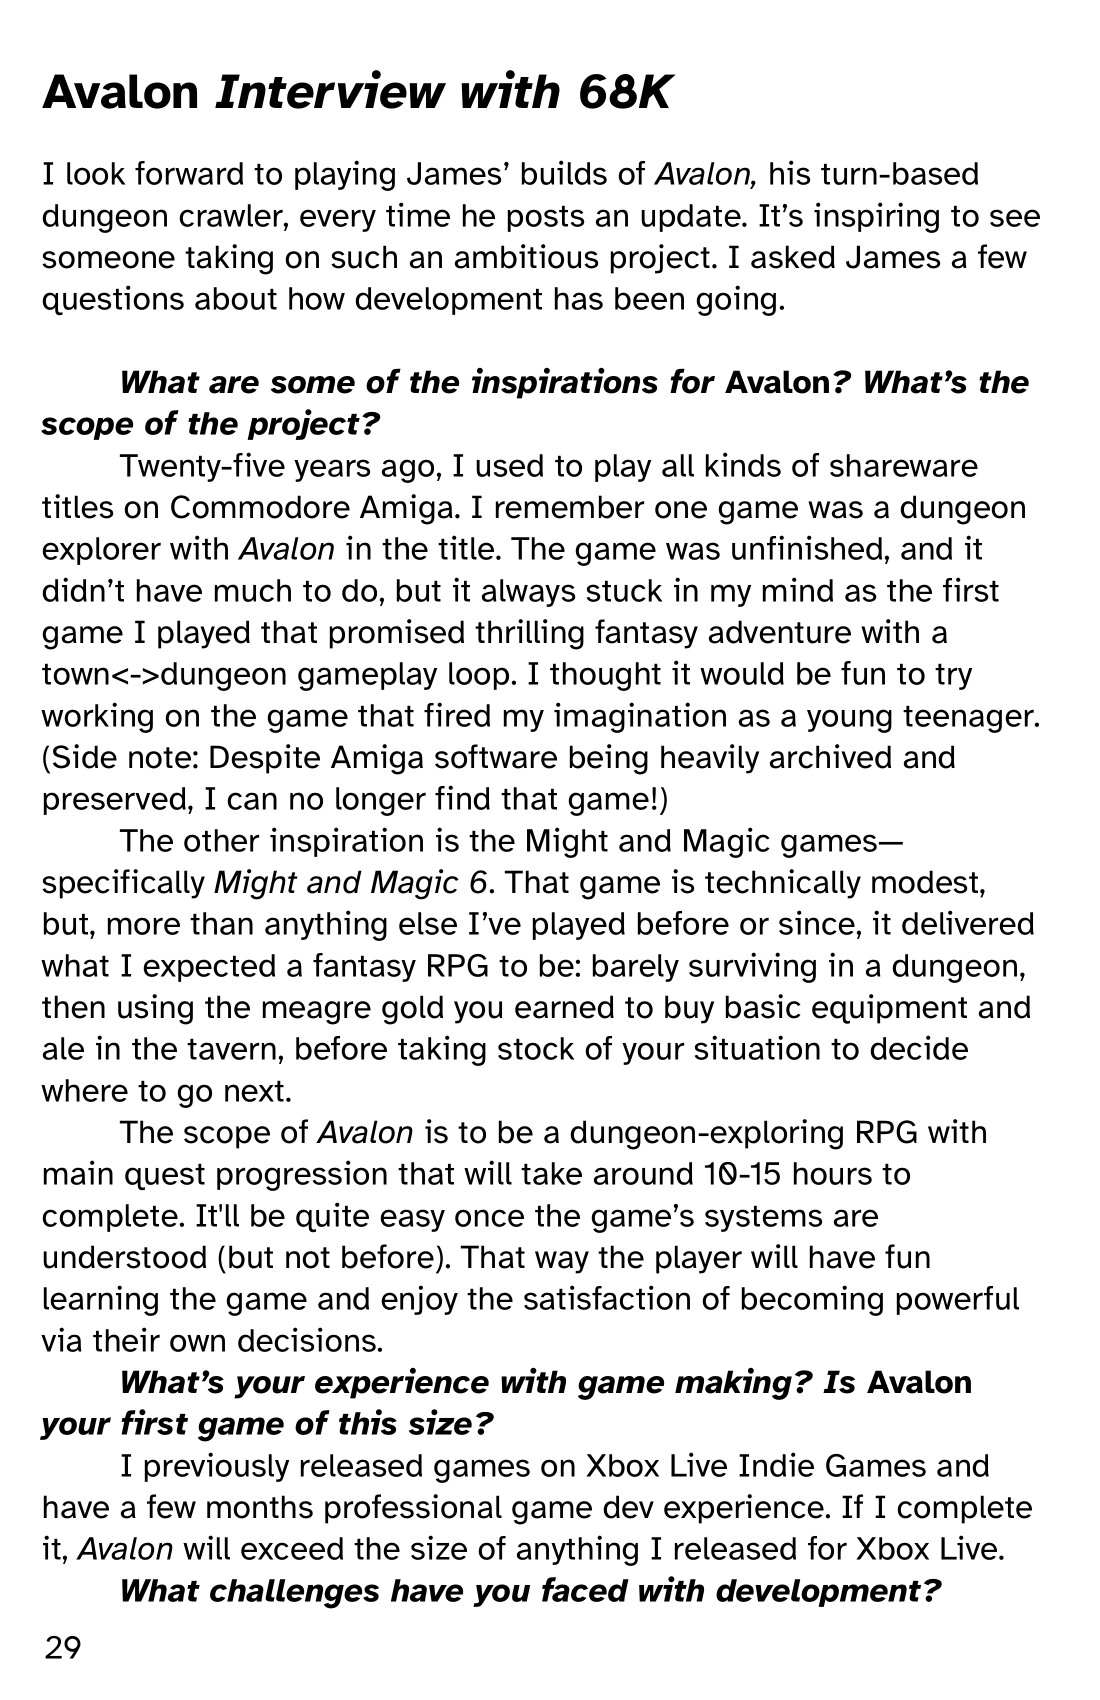 Avalon Interview with 68K
I look forward to playing James’ builds of Avalon, his turn-based
dungeon crawler, every time he posts an update. It’s inspiring to see
someone taking on such an ambitious project. I asked James a few
questions about how development has been going.
What are some of the inspirations for Avalon? What’s the
scope of the project?
Twenty-five years ago, I used to play all kinds of shareware
titles on Commodore Amiga. I remember one game was a dungeon
explorer with Avalon in the title. The game was unfinished, and it
didn’t have much to do, but it always stuck in my mind as the first
game I played that promised thrilling fantasy adventure with a
town<->dungeon gameplay loop. I thought it would be fun to try
working on the game that fired my imagination as a young teenager.
(Side note: Despite Amiga software being heavily archived and
preserved, I can no longer find that game!)
The other inspiration is the Might and Magic games—
specifically Might and Magic 6. That game is technically modest,
but, more than anything else I’ve played before or since, it delivered
what I expected a fantasy RPG to be: barely surviving in a dungeon,
then using the meagre gold you earned to buy basic equipment and
ale in the tavern, before taking stock of your situation to decide
where to go next.
The scope of Avalon is to be a dungeon-exploring RPG with
main quest progression that will take around 10-15 hours to
complete. It'll be quite easy once the game’s systems are
understood (but not before). That way the player will have fun
learning the game and enjoy the satisfaction of becoming powerful
via their own decisions.
What’s your experience with game making? Is Avalon
your first game of this size?
I previously released games on Xbox Live Indie Games and
have a few months professional game dev experience. If I complete
it, Avalon will exceed the size of anything I released for Xbox Live.
What challenges have you faced with development?
29